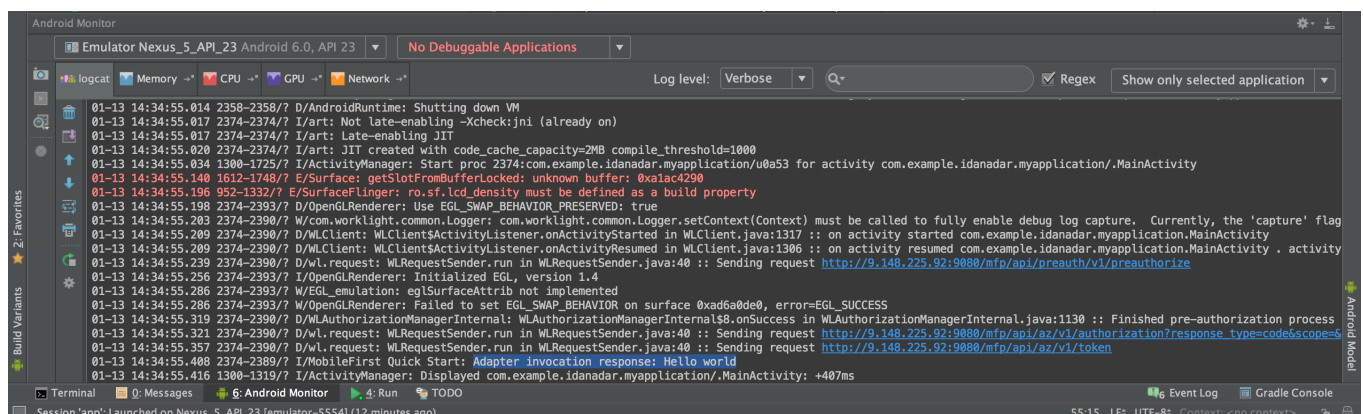 Android Monitor
Emulator Nexus_5_API_23 Android 6.0, API 23
No Debuggable Applications
logcat Memory CPU GPU Network Log level: Verbose Regex Show only selected application
01-13 14:34:55.014 2358-2358/? D/AndroidRuntime: Shutting down VM
01-13 14:34:55.017 2374-2374/? I/art: Not late-enabling -Xcheck:jni (already on)
01-13 14:34:55.017 2374-2374/? I/art: Late-enabling JIT
01-13 14:34:55.020 2374-2374/? I/art: JIT created with code_cache_capacity=2MB compile_threshold=1000
01-13 14:34:55.034 1300-1725/? I/ActivityManager: Start proc 2374:com.example.idanadar.myapplication/u0a53 for activity com.example.idanadar.myapplication/.MainActivity
01-13 14:34:55.140 1612-1748/? E/Surface: getSlotFromBufferLocked: unknown buffer: 0xa1ac4290
01-13 14:34:55.196 952-1332/? E/SurfaceFlinger: ro.sf.lcd_density must be defined as a build property
01-13 14:34:55.198 2374-2393/? D/OpenGLRenderer: Use EGL_SWAP_BEHAVIOR_PRESERVED: true
01-13 14:34:55.203 2374-2390/? W/com.worklight.common.Logger: com.worklight.common.Logger.setContext(Context) must be called to fully enable debug log capture. Currently, the 'capture' flag
01-13 14:34:55.209 2374-2390/? D/WLClient: WLClient$ActivityListener.onActivityStarted in WLClient.java:1317 :: on activity started com.example.idanadar.myapplication.MainActivity
01-13 14:34:55.209 2374-2390/? D/WLClient: WLClient$ActivityListener.onActivityResumed in WLClient.java:1306 :: on activity resumed com.example.idanadar.myapplication.MainActivity . activity
01-13 14:34:55.239 2374-2390/? D/wl.request: WLRequestSender.run in WLRequestSender.java:40 :: Sending request http://9.148.225.92:9080/mfp/api/preauth/v1/preauthorize
01-13 14:34:55.256 2374-2393/? I/OpenGLRenderer: Initialized EGL, version 1.4
01-13 14:34:55.286 2374-2393/? W/EGL_emulation: eglSurfaceAttrib not implemented
01-13 14:34:55.286 2374-2393/? W/OpenGLRenderer: Failed to set EGL_SWAP_BEHAVIOR on surface 0xad6a0de0, error=EGL_SUCCESS
01-13 14:34:55.319 2374-2390/? D/WLAuthorizationManagerInternal: WLAuthorizationManagerInternal$8.onSuccess in WLAuthorizationManagerInternal.java:1130 :: Finished pre-authorization process
01-13 14:34:55.321 2374-2390/? D/wl.request: WLRequestSender.run in WLRequestSender.java:40 :: Sending request http://9.148.225.92:9080/mfp/api/az/v1/authorization?response_type=code&scope=&
01-13 14:34:55.357 2374-2390/? D/wl.request: WLRequestSender.run in WLRequestSender.java:40 :: Sending request http://9.148.225.92:9080/mfp/api/az/v1/token
01-13 14:34:55.408 2374-2389/? I/MobileFirst Quick Start: Adapter invocation response: Hello world
01-13 14:34:55.416 1300-1319/? I/ActivityManager: Displayed com.example.idanadar.myapplication/.MainActivity: +407ms
2: Favorites
Build Variants
Android Model
Terminal 0: Messages 6: Android Monitor 4: Run TODO 6 Event Log Gradle Console
Session 'app': Launched on Nexus_5_API_23 [emulator-5554] (12 minutes ago) 55:15 LF: UTF-8: Context: <no context>